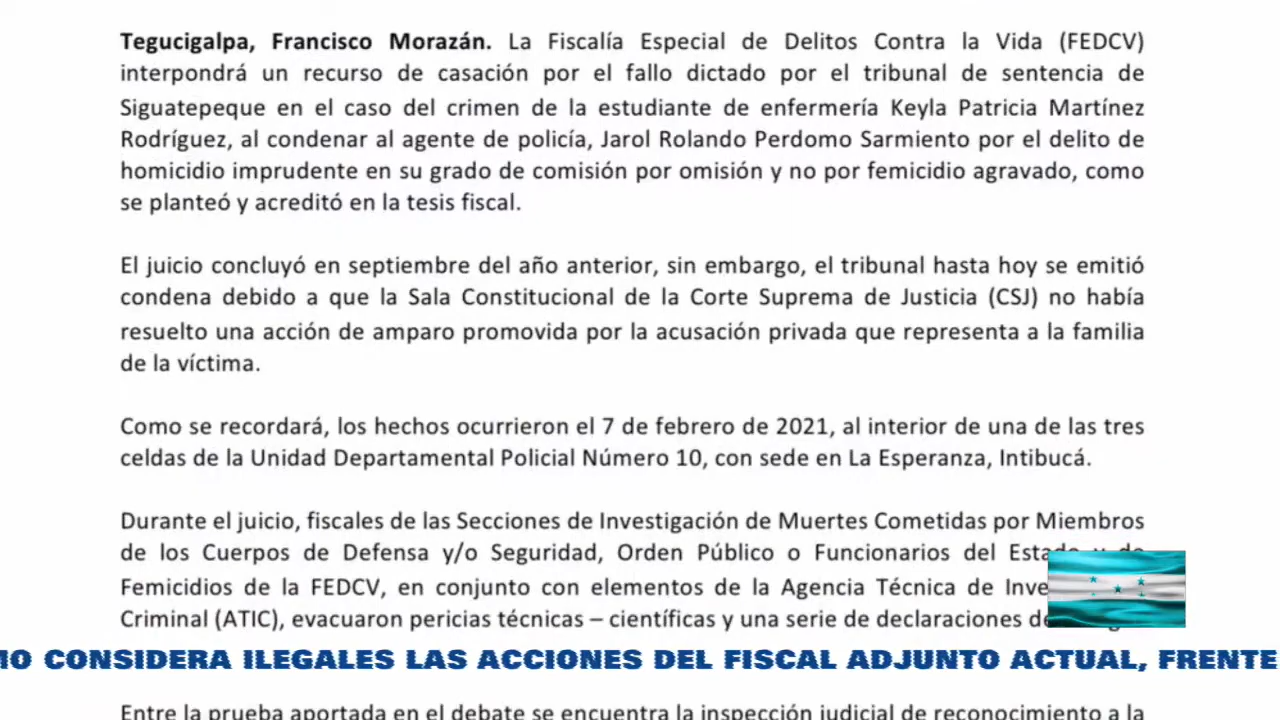 Tegucigalpa, Francisco Morazán. La Fiscalía Especial de Delitos Contra la Vida (FEDCV)
interpondrá un recurso de casación por el fallo dictado por el tribunal de sentencia de
Siguatepeque en el caso del crimen de la estudiante de enfermería Keyla Patricia Martínez
Rodríguez, al condenar al agente de policía, Jarol Rolando Perdomo Sarmiento por el delito de
homicidio imprudente en su grado de comisión por omisión y no por femicidio agravado, como
se planteó y acreditó en la tesis fiscal.
El juicio concluyó en septiembre del año anterior, sin embargo, el tribunal hasta hoy se emitió
condena debido a que la Sala Constitucional de la Corte Suprema de Justicia (CSJ) no había
resuelto una acción de amparo promovida por la acusación privada que representa a la familia
de la víctima.
Como se recordará, los hechos ocurrieron el 7 de febrero de 2021, al interior de una de las tres
celdas de la Unidad Departamental Policial Número 10, con sede en La Esperanza, Intibucá.
Durante el juicio, fiscales de las Secciones de Investigación de Muertes Cometidas por Miembros
de los Cuerpos de Defensa y/o Seguridad, Orden Público o Funcionarios del Estado y de
Femicidios de la FEDCV, en conjunto con elementos de la Agencia Técnica de Inve
Criminal (ATIC), evacuaron pericias técnicas – científicas y una serie de declaraciones
MO CONSIDERA ILEGALES LAS ACCIONES DEL FISCAL ADJUNTO ACTUAL, FRENTE
Entre la prueba aportada en el debate se encuentra la inspección judicial de reconocimiento a la